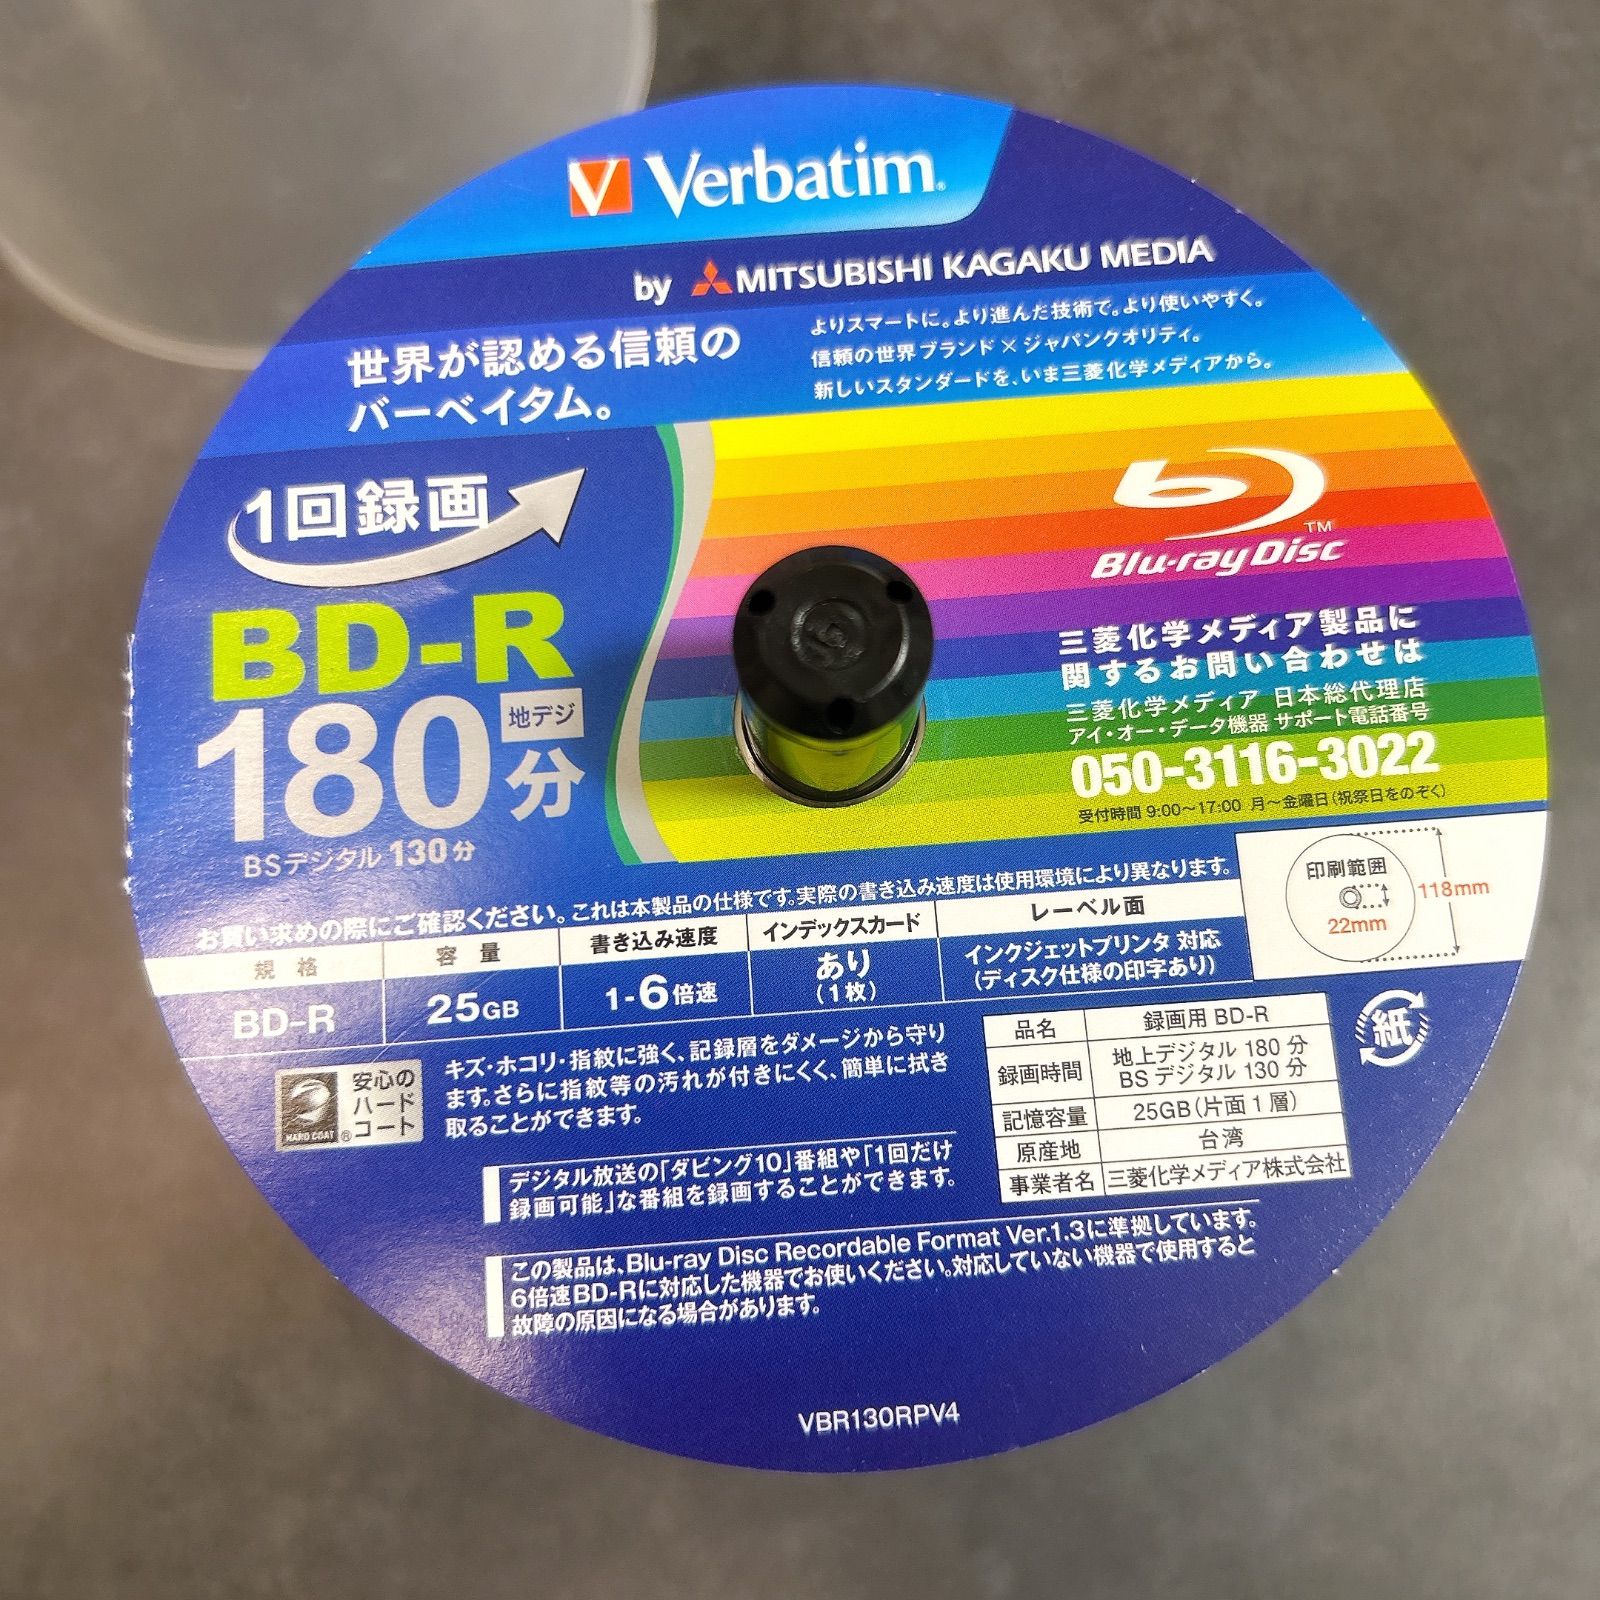 Verbatim®
by MITSUBISHI KAGAKU MEDIA
世界が認める信頼の
バーベイタム。
よりスマートに。より進んだ技術で。より使いやすく。
信頼の世界ブランド×ジャパンクオリティ。
新しいスタンダードを、いま三菱化学メディアから。
1回録画
BD-R
180分
地デジ
BSデジタル 130分
Blu-ray Disc™
三菱化学メディア製品に
関するお問い合わせは
三菱化学メディア 日本総代理店
アイ・オー・データ機器 サポート電話番号
050-3116-3022
受付時間 9:00~17:00 月~金曜日(祝祭日をのぞく)
お買い求めの際にご確認ください。これは本製品の仕様です。実際の書き込み速度は使用環境により異なります。
規格 容量 書き込み速度 インデックスカード レーベル面
BD-R 25GB 1-6倍速 あり(1枚) インクジェットプリンタ 対応
(ディスク仕様の印字あり)
印刷範囲
22mm
118mm
HARD COAT®
安心の
ハード
コート
キズ・ホコリ・指紋に強く、記録層をダメージから守り
ます。さらに指紋等の汚れが付きにくく、簡単に拭き
取ることができます。
品名 録画用 BD-R
録画時間 地上デジタル 180 分
BS デジタル 130 分
記憶容量 25GB(片面1層)
原産地 台湾
事業者名 三菱化学メディア株式会社
紙
デジタル放送の「ダビング10」番組や「1回だけ
録画可能」な番組を録画することができます。
この製品は、Blu-ray Disc Recordable Format Ver.1.3に準拠しています。
6倍速BD-Rに対応した機器でお使いください。対応していない機器で使用すると
故障の原因になる場合があります。
VBR130RPV4